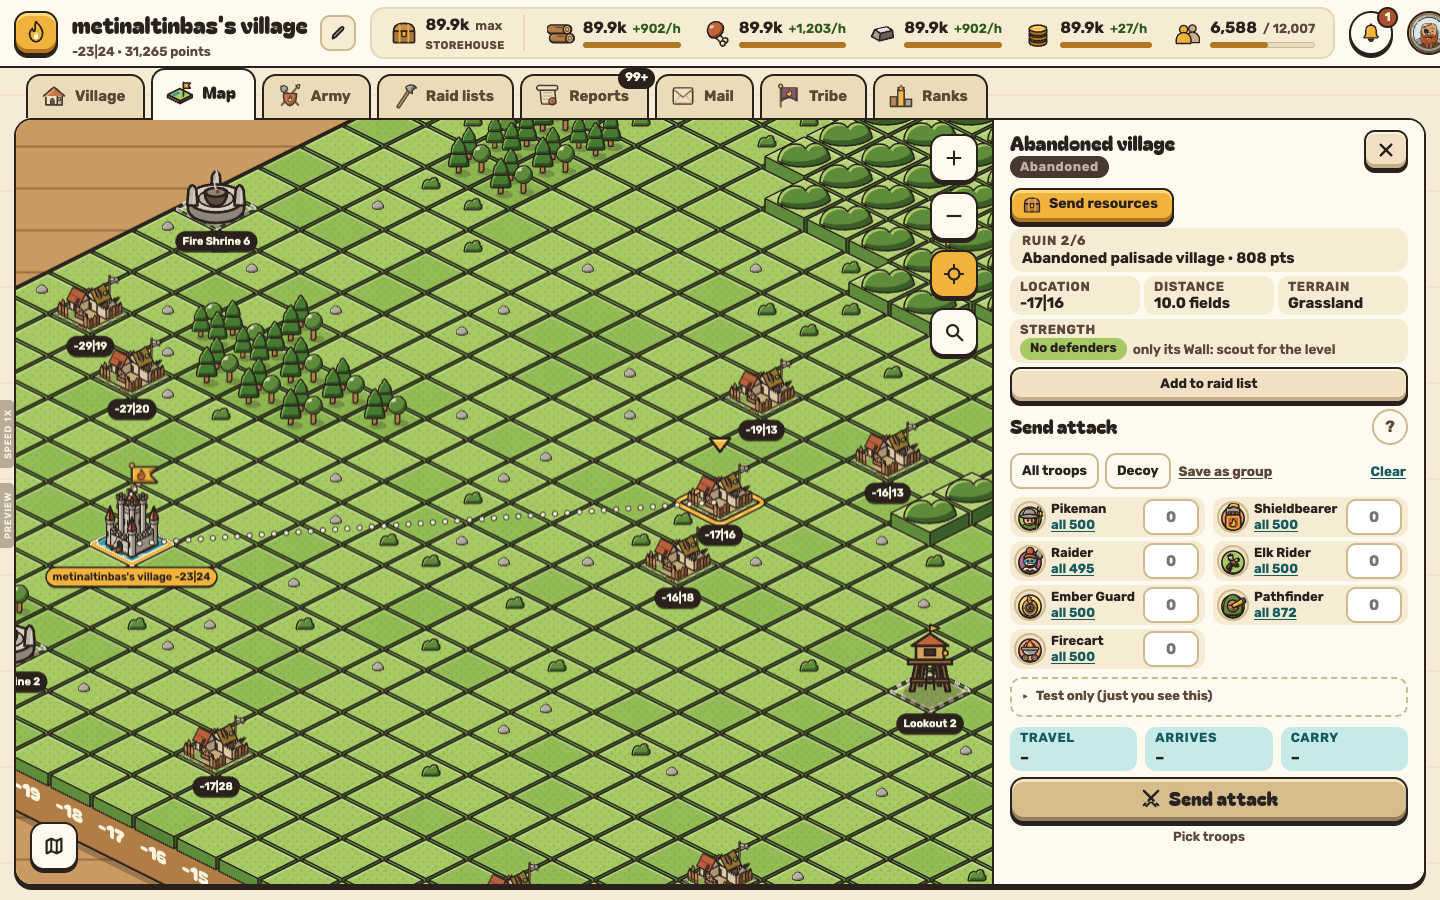 metinaltinbas's village
-23|24 • 31,265 points
89.9k max
STOREHOUSE
89.9k +902/h
89.9k +1,203/h
89.9k +902/h
89.9k +27/h
6,588 / 12,007
1
Village
Map
Army
Raid lists
Reports
99+
Mail
Tribe
Ranks
SPEED 1X
PREVIEW
Fire Shrine 6
-29|19
-27|20
-19|13
-16|13
-17|16
metinaltinbas's village -23|24
-16|18
ine 2
Lookout 2
-17|28
-19
-18
-17
-16
-15
Abandoned village
Abandoned
Send resources
RUIN 2/6
Abandoned palisade village • 808 pts
LOCATION
-17|16
DISTANCE
10.0 fields
TERRAIN
Grassland
STRENGTH
No defenders only its Wall: scout for the level
Add to raid list
Send attack
?
All troops
Decoy
Save as group
Clear
Pikeman
all 500
0
Shieldbearer
all 500
0
Raider
all 495
0
Elk Rider
all 500
0
Ember Guard
all 500
0
Pathfinder
all 872
0
Firecart
all 500
0
Test only (just you see this)
TRAVEL
–
ARRIVES
–
CARRY
–
Send attack
Pick troops